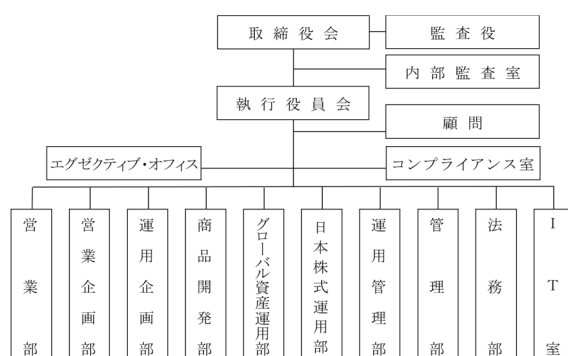 取締役会
監査役
内部監査室
執行役員会
顧問
エグゼクティブ・オフィス
コンプライアンス室
営業部
営業企画部
運用企画部
商品開発部
グローバル資産運用部
日本株式運用部
運用管理部
管理部
法務部
IT室